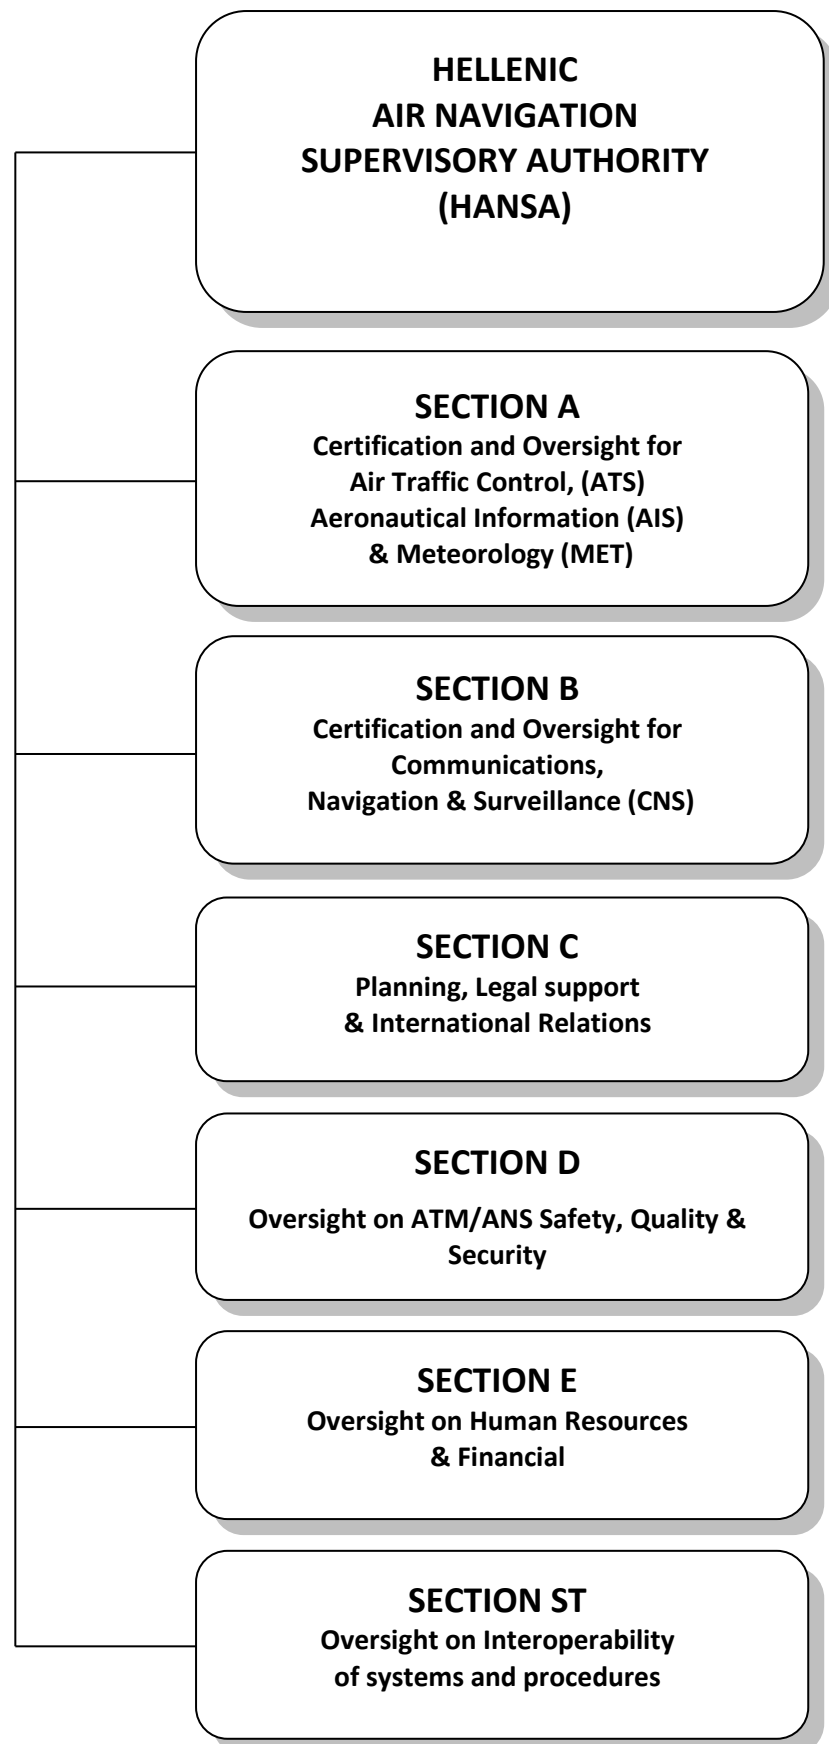 HELLENIC
AIR NAVIGATION
SUPERVISORY AUTHORITY
(HANSA)
SECTION A
Certification and Oversight for
Air Traffic Control, (ATS)
Aeronautical Information (AIS)
& Meteorology (MET)
SECTION B
Certification and Oversight for
Communications,
Navigation & Surveillance (CNS)
SECTION C
Planning, Legal support
& International Relations
SECTION D
Oversight on ATM/ANS Safety, Quality &
Security
SECTION E
Oversight on Human Resources
& Financial
SECTION ST
Oversight on Interoperability
of systems and procedures